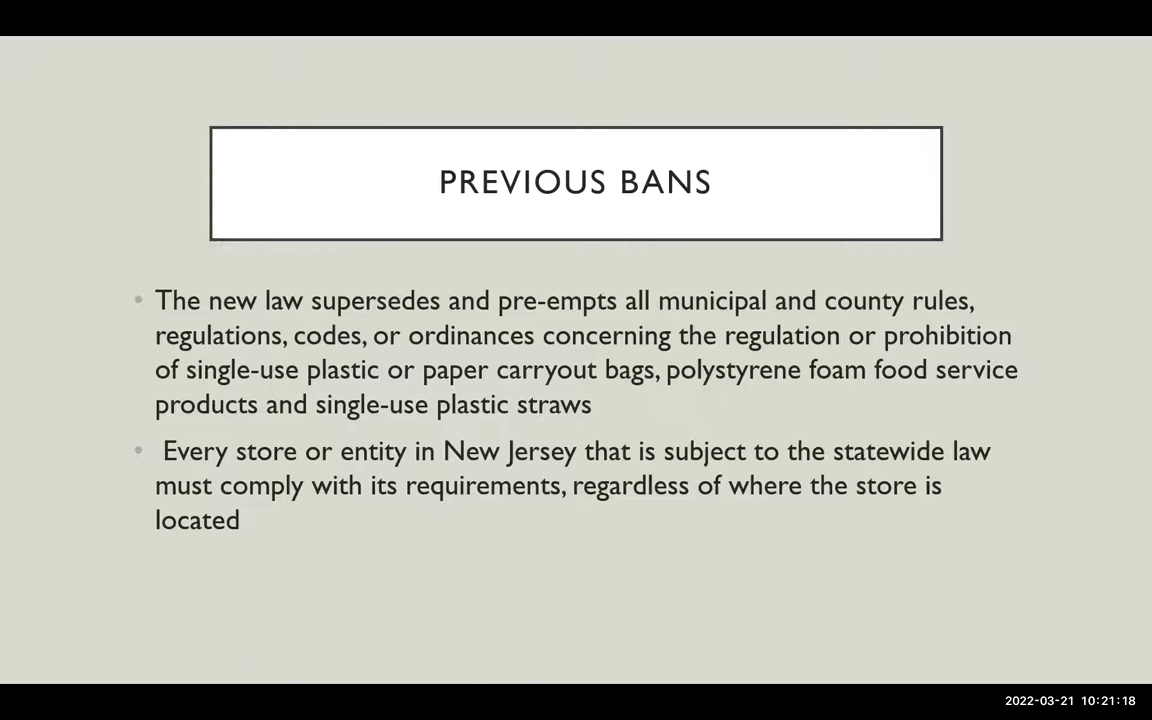 PREVIOUS BANS
• The new law supersedes and pre-empts all municipal and county rules,
regulations, codes, or ordinances concerning the regulation or prohibition
of single-use plastic or paper carryout bags, polystyrene foam food service
products and single-use plastic straws
• Every store or entity in New Jersey that is subject to the statewide law
must comply with its requirements, regardless of where the store is
located
2022-03-21 10:21:18